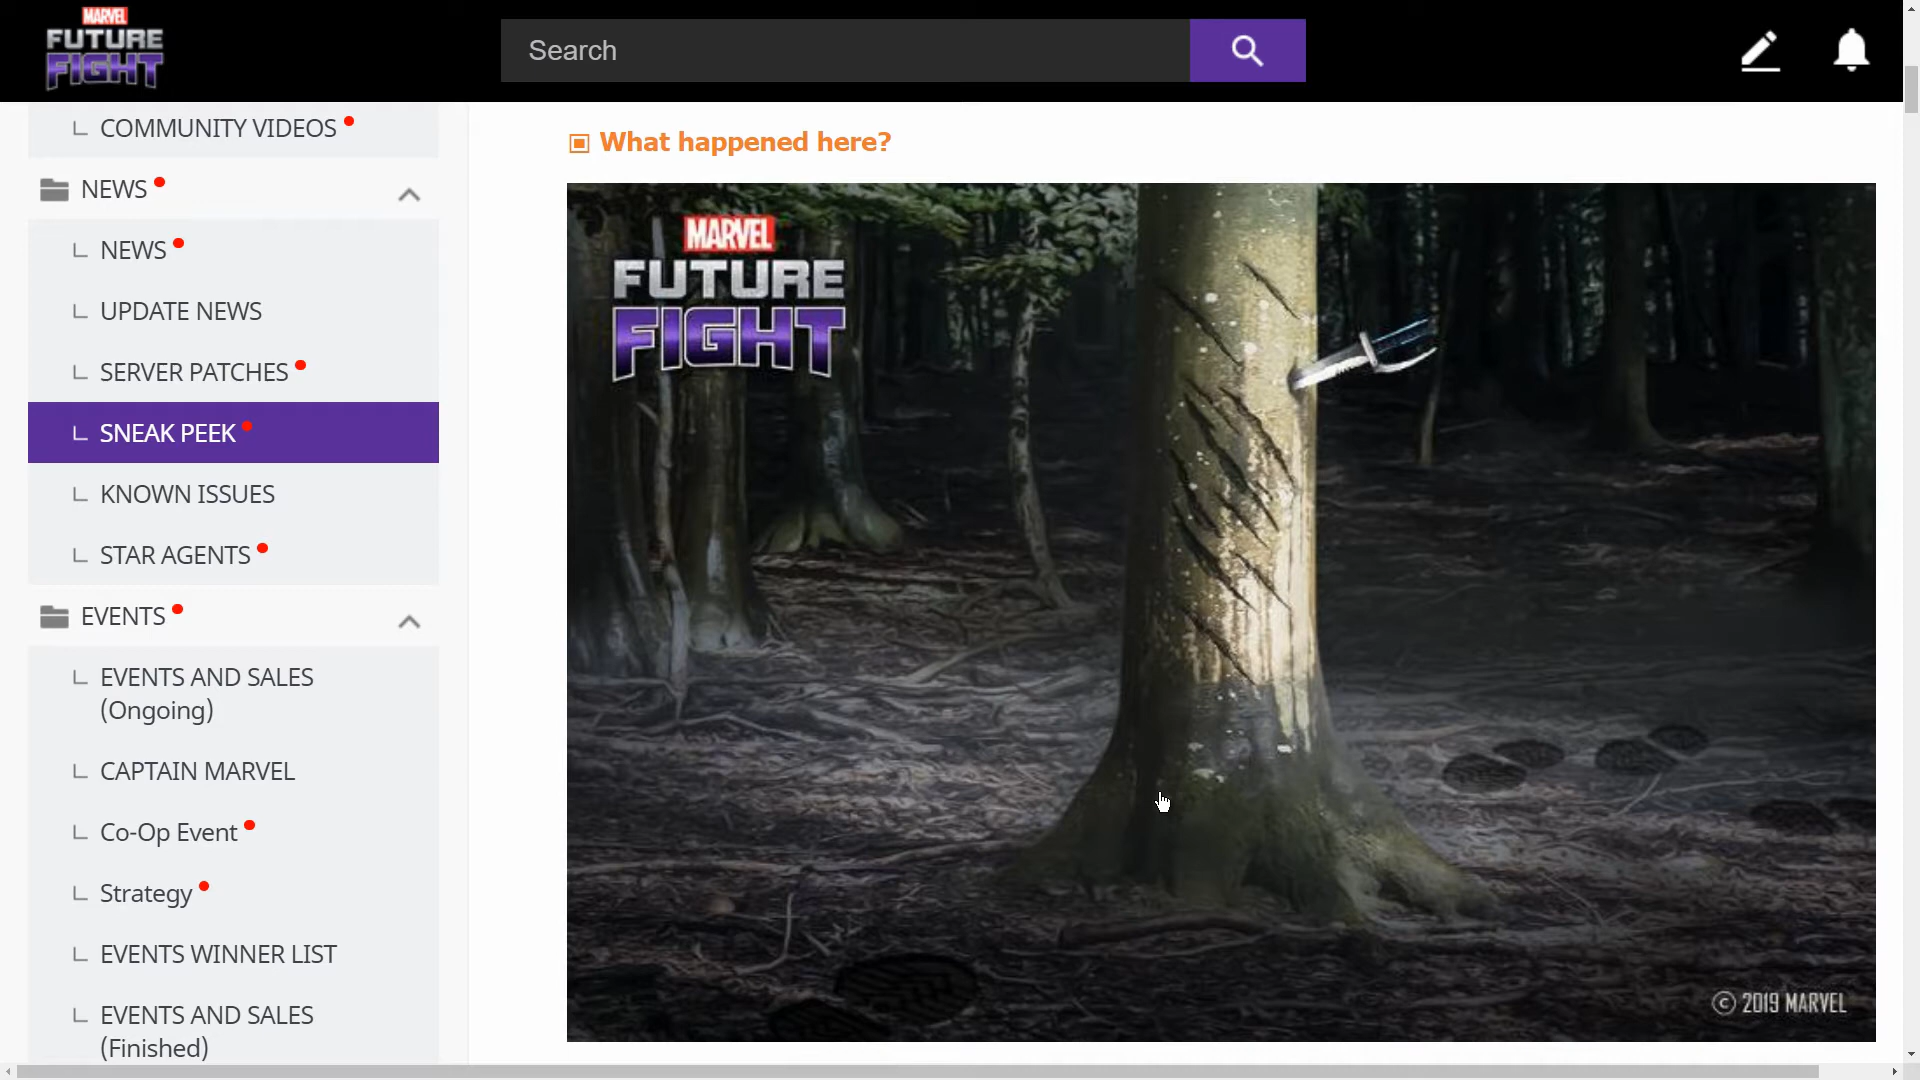 MARVEL
FUTURE
FIGHT
Search
COMMUNITY VIDEOS
NEWS
NEWS
UPDATE NEWS
SERVER PATCHES
SNEAK PEEK
KNOWN ISSUES
STAR AGENTS
EVENTS
EVENTS AND SALES
(Ongoing)
CAPTAIN MARVEL
Co-Op Event
Strategy
EVENTS WINNER LIST
EVENTS AND SALES
(Finished)
What happened here?
MARVEL
FUTURE
FIGHT
© 2019 MARVEL